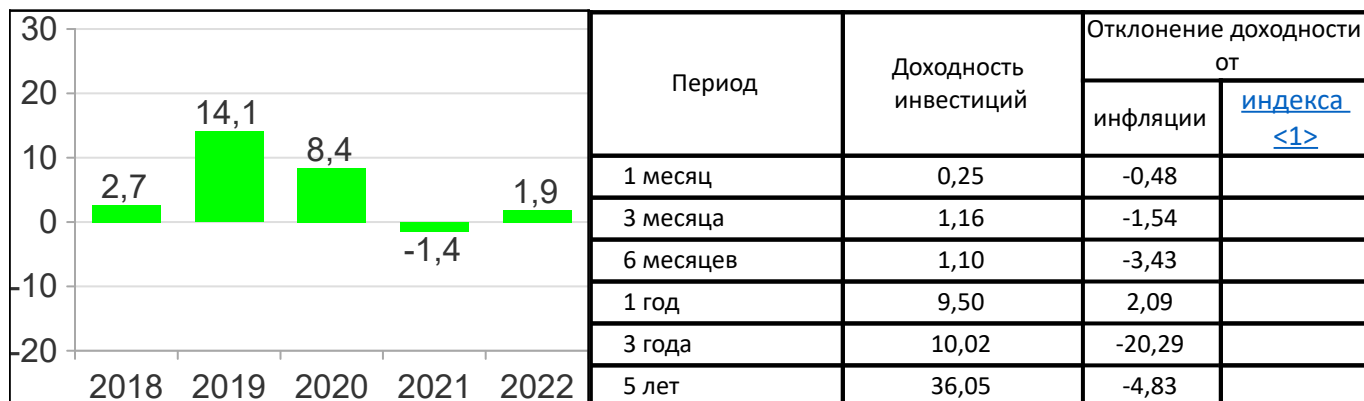 30
20
10
0
-10
-20
2,7
14,1
8,4
-1,4
1,9
2018 2019 2020 2021 2022
Период
Доходность
инвестиций
Отклонение доходности
от
инфляции
индекса
<1>
1 месяц 0,25 -0,48
3 месяца 1,16 -1,54
6 месяцев 1,10 -3,43
1 год 9,50 2,09
3 года 10,02 -20,29
5 лет 36,05 -4,83